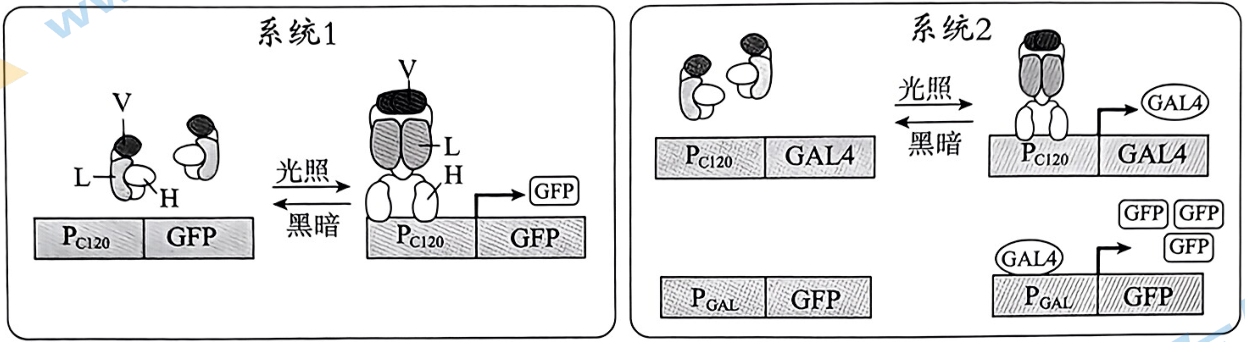 系统1
V
L
H
光照
黑暗
P_C120 GFP
V
L
H
GFP
P_C120 GFP
系统2
光照
黑暗
P_C120 GAL4
GAL4
P_C120 GAL4
P_GAL GFP
GFP GFP
GFP
GAL4
P_GAL GFP